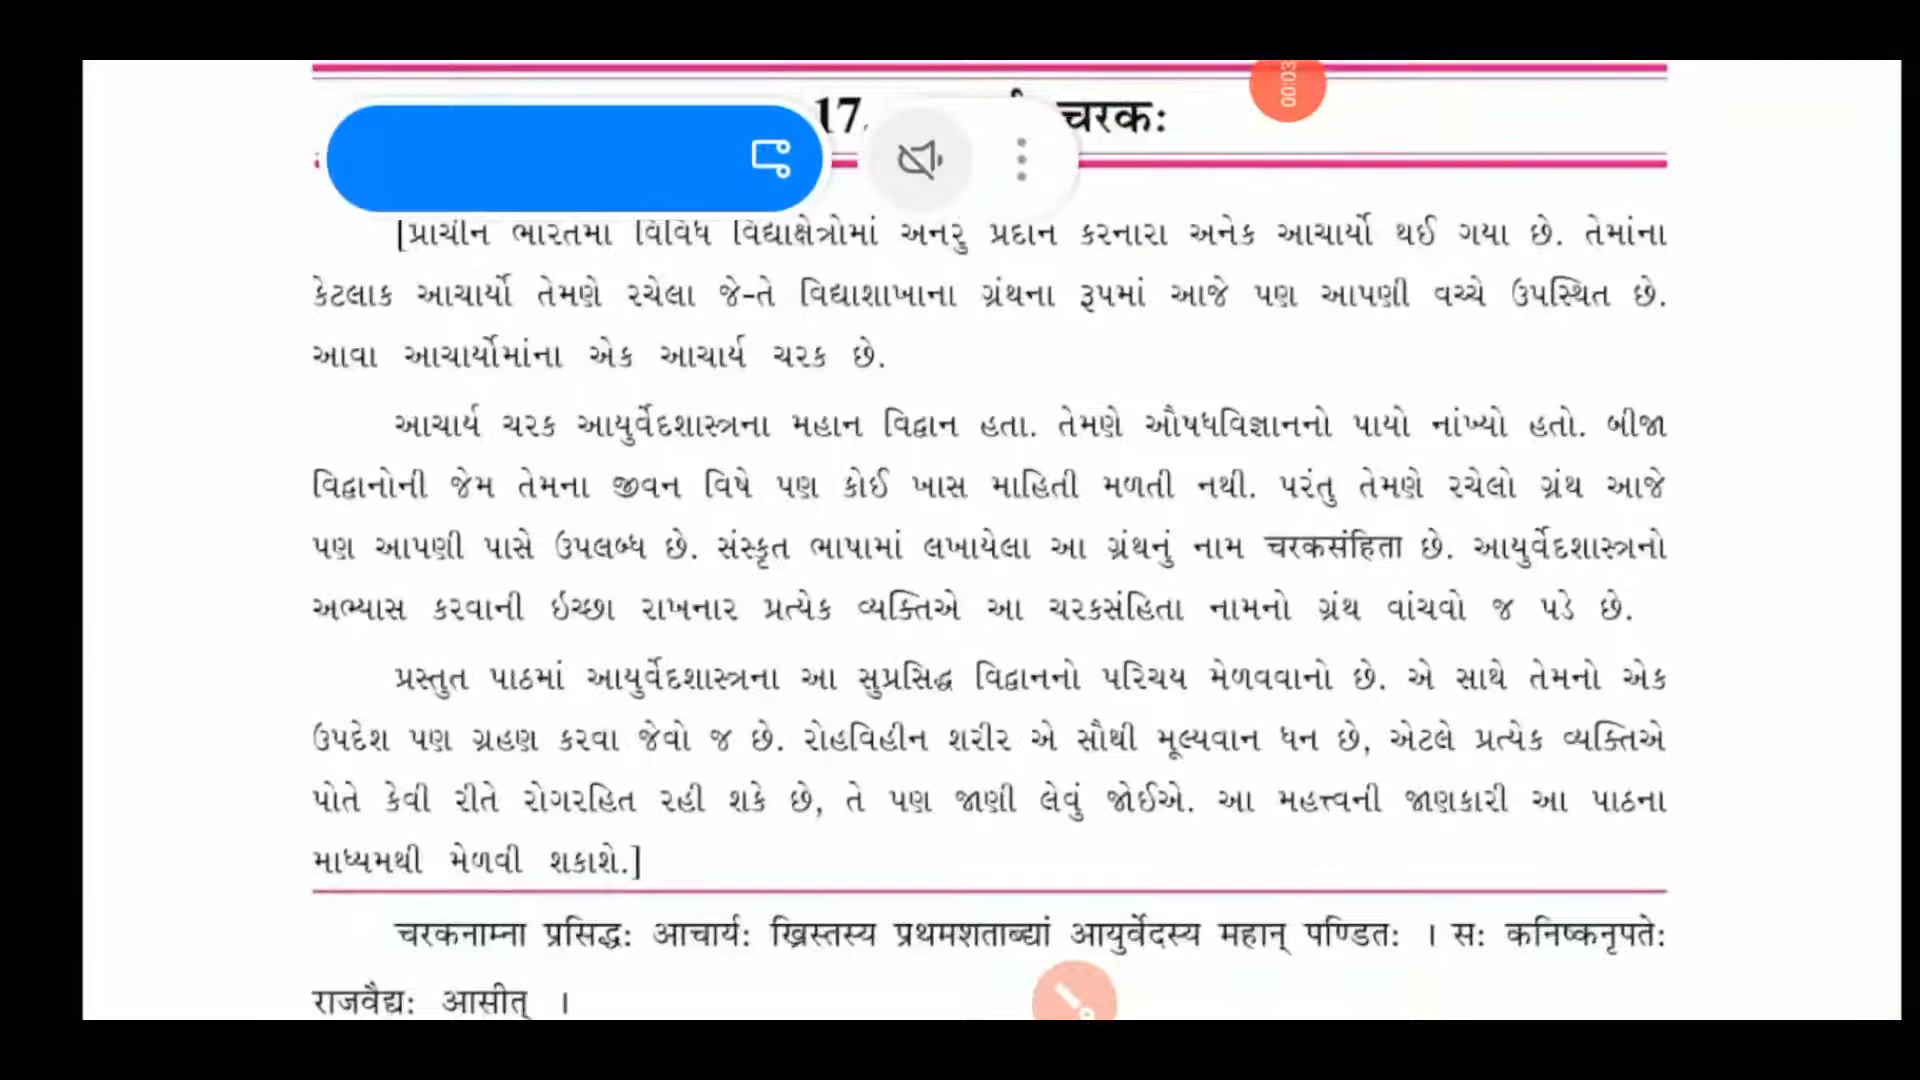 17. चरकः
00:03
[પ્રાચીન ભારતમાં વિવિધ વિદ્યાક્ષેત્રોમાં અનરું પ્રદાન કરનારા અનેક આચાર્યો થઈ ગયા છે. તેમાંના
કેટલાક આચાર્યો તેમણે રચેલા જે-તે વિદ્યાશાખાના ગ્રંથના રૂપમાં આજે પણ આપણી વચ્ચે ઉપસ્થિત છે.
આવા આચાર્યોમાંના એક આચાર્ય ચરક છે.
આચાર્ય ચરક આયુર્વેદશાસ્ત્રના મહાન વિદ્વાન હતા. તેમણે ઔષધવિજ્ઞાનનો પાયો નાંખ્યો હતો. બીજા
વિદ્વાનોની જેમ તેમના જીવન વિષે પણ કોઈ ખાસ માહિતી મળતી નથી. પરંતુ તેમણે રચેલો ગ્રંથ આજે
પણ આપણી પાસે ઉપલબ્ધ છે. સંસ્કૃત ભાષામાં લખાયેલા આ ગ્રંથનું નામ चरकसंहिता છે. આયુર્વેદશાસ્ત્રનો
અભ્યાસ કરવાની ઇચ્છા રાખનાર પ્રત્યેક વ્યક્તિએ આ ચરકસંહિતા નામનો ગ્રંથ વાંચવો જ પડે છે.
પ્રસ્તુત પાઠમાં આયુર્વેદશાસ્ત્રના આ સુપ્રસિદ્ધ વિદ્વાનનો પરિચય મેળવવાનો છે. એ સાથે તેમનો એક
ઉપદેશ પણ ગ્રહણ કરવા જેવો જ છે. રોહવિહીન શરીર એ સૌથી મૂલ્યવાન ધન છે, એટલે પ્રત્યેક વ્યક્તિએ
પોતે કેવી રીતે રોગરહિત રહી શકે છે, તે પણ જાણી લેવું જોઈએ. આ મહત્ત્વની જાણકારી આ પાઠના
માધ્યમથી મેળવી શકાશે.]
चरकनाम्ना प्रसिद्धः आचार्यः ख्रिस्तस्य प्रथमशताब्द्यां आयुर्वेदस्य महान् पण्डितः । सः कनिष्कनृपतेः
राजवैद्यः आसीत् ।